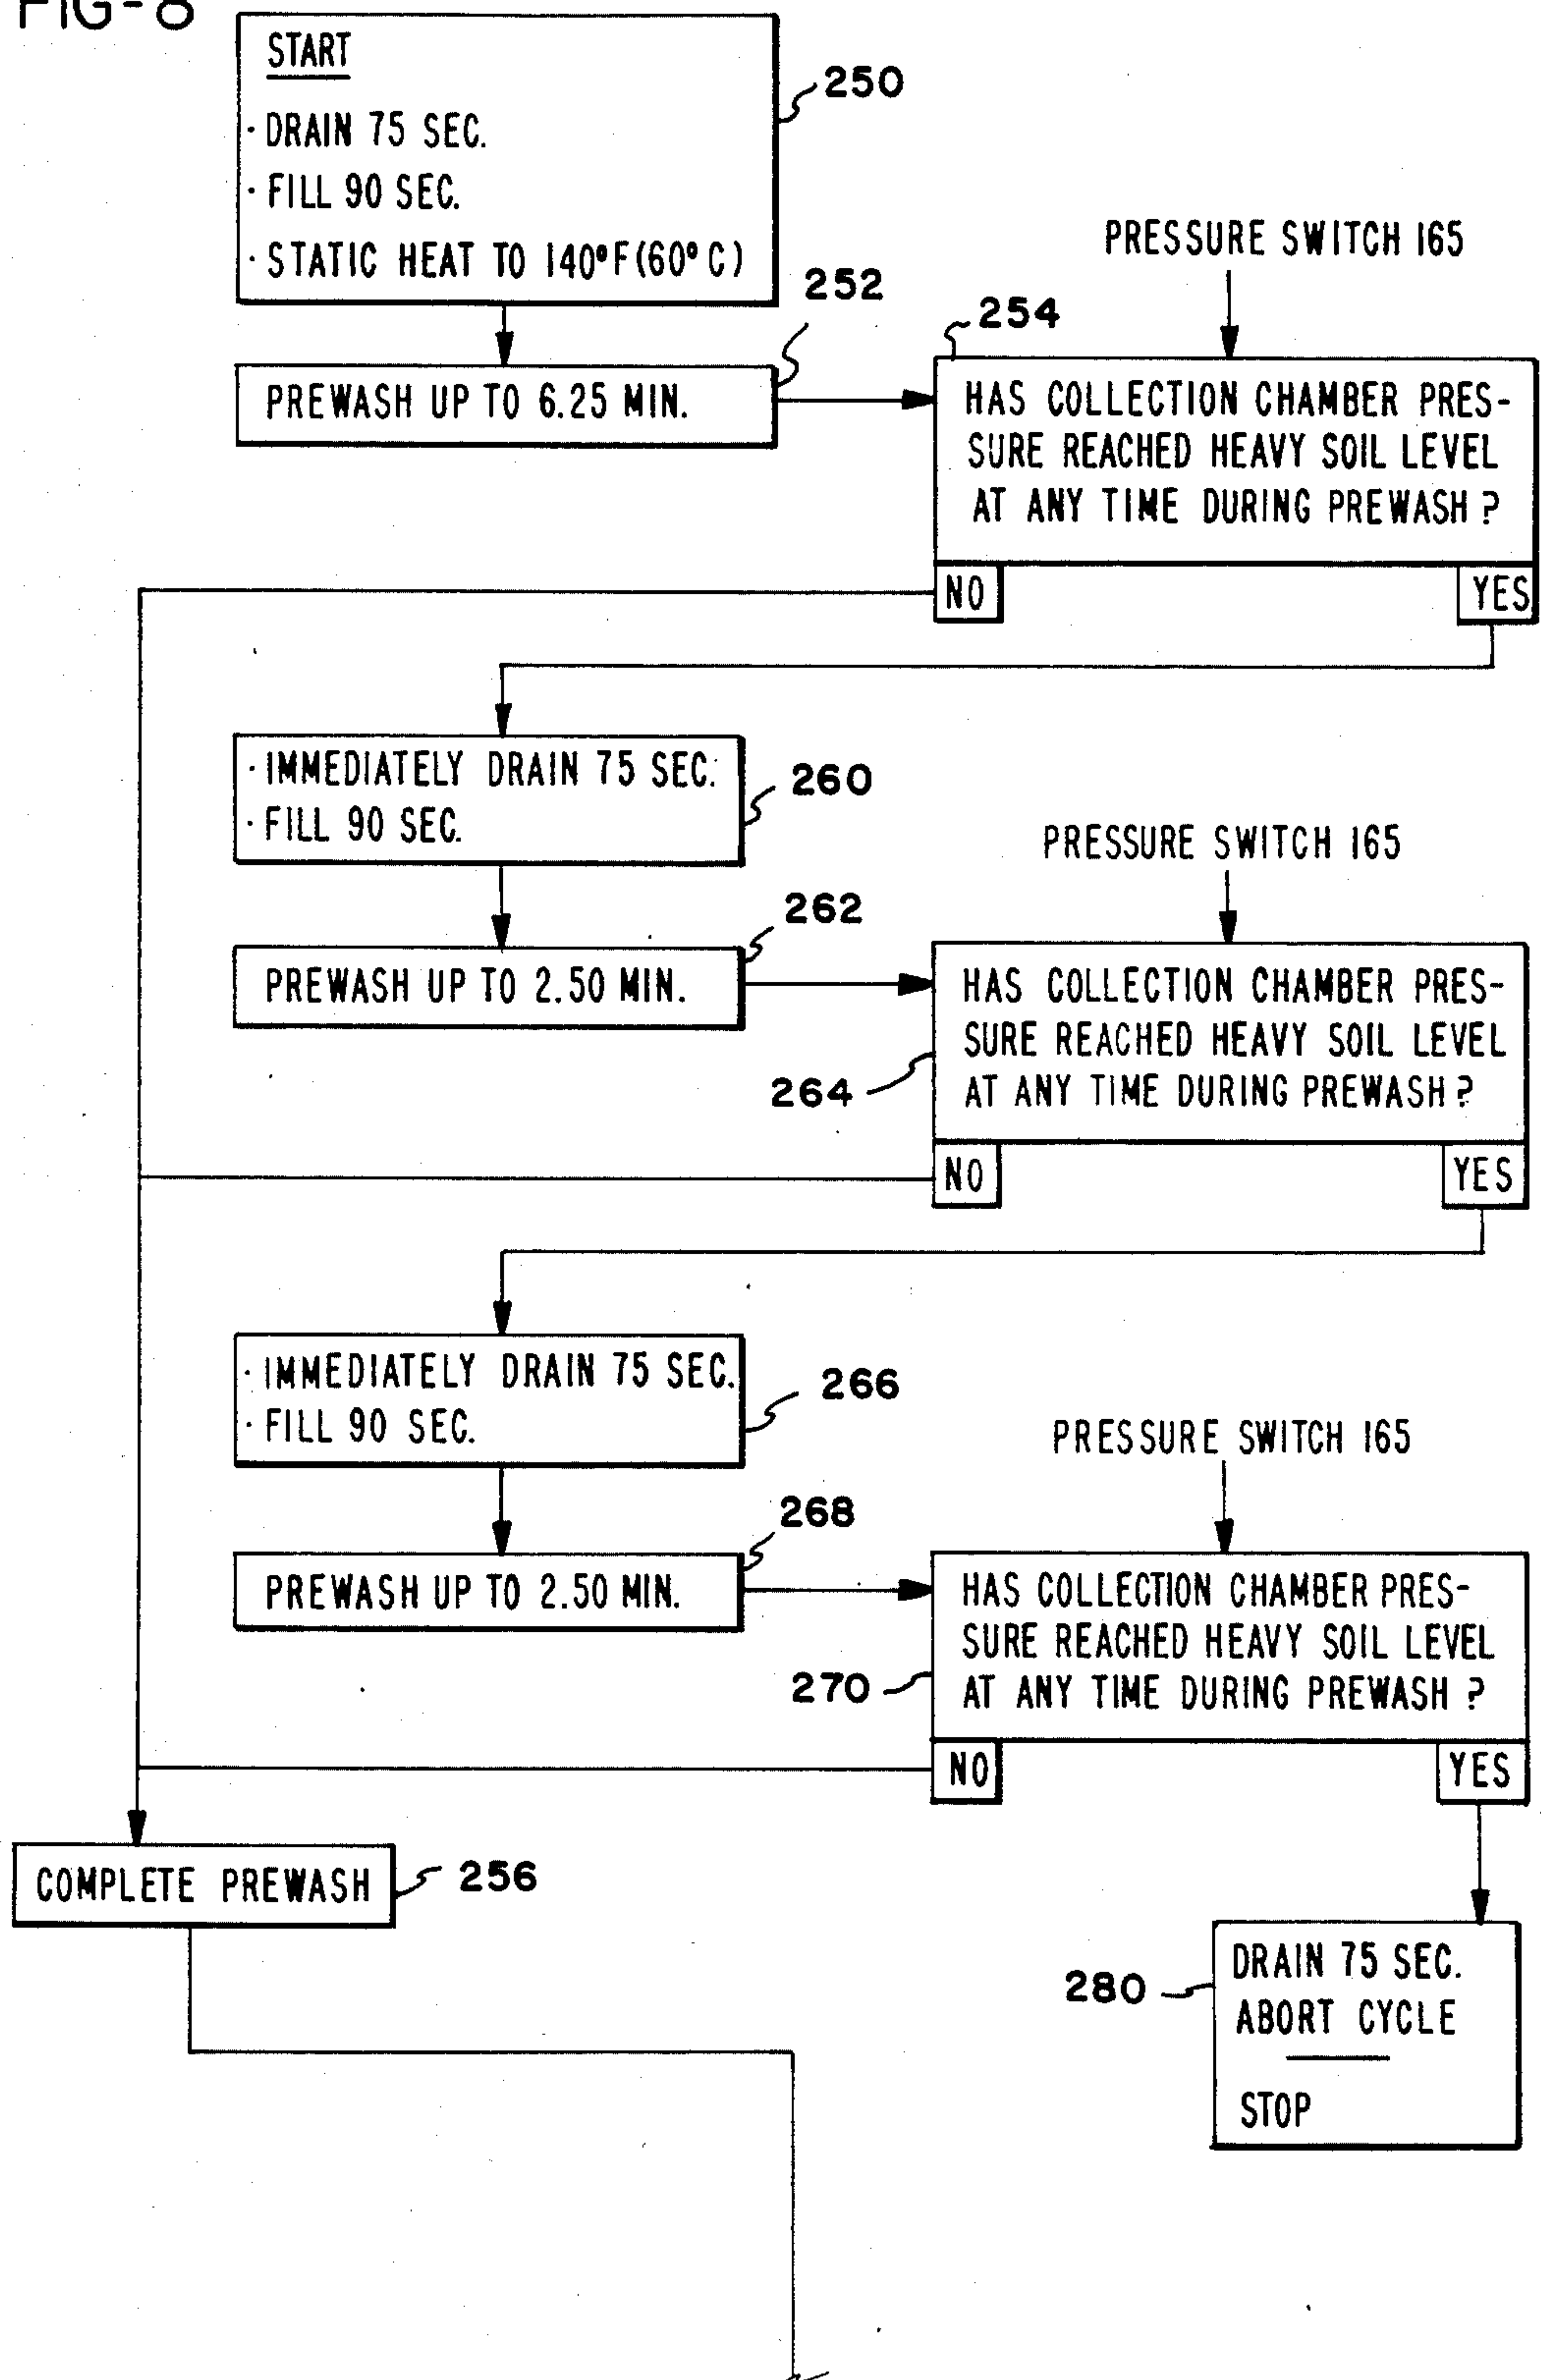 FIG-8
START
· DRAIN 75 SEC.
· FILL 90 SEC.
· STATIC HEAT TO 140°F (60°C)
250
252
PREWASH UP TO 6.25 MIN.
PRESSURE SWITCH 165
254
HAS COLLECTION CHAMBER PRES-
SURE REACHED HEAVY SOIL LEVEL
AT ANY TIME DURING PREWASH ?
NO
YES
· IMMEDIATELY DRAIN 75 SEC.
· FILL 90 SEC.
260
262
PREWASH UP TO 2.50 MIN.
PRESSURE SWITCH 165
HAS COLLECTION CHAMBER PRES-
SURE REACHED HEAVY SOIL LEVEL
AT ANY TIME DURING PREWASH ?
264
NO
YES
· IMMEDIATELY DRAIN 75 SEC.
· FILL 90 SEC.
266
268
PREWASH UP TO 2.50 MIN.
PRESSURE SWITCH 165
HAS COLLECTION CHAMBER PRES-
SURE REACHED HEAVY SOIL LEVEL
AT ANY TIME DURING PREWASH ?
270
NO
YES
COMPLETE PREWASH
256
280
DRAIN 75 SEC.
ABORT CYCLE
STOP